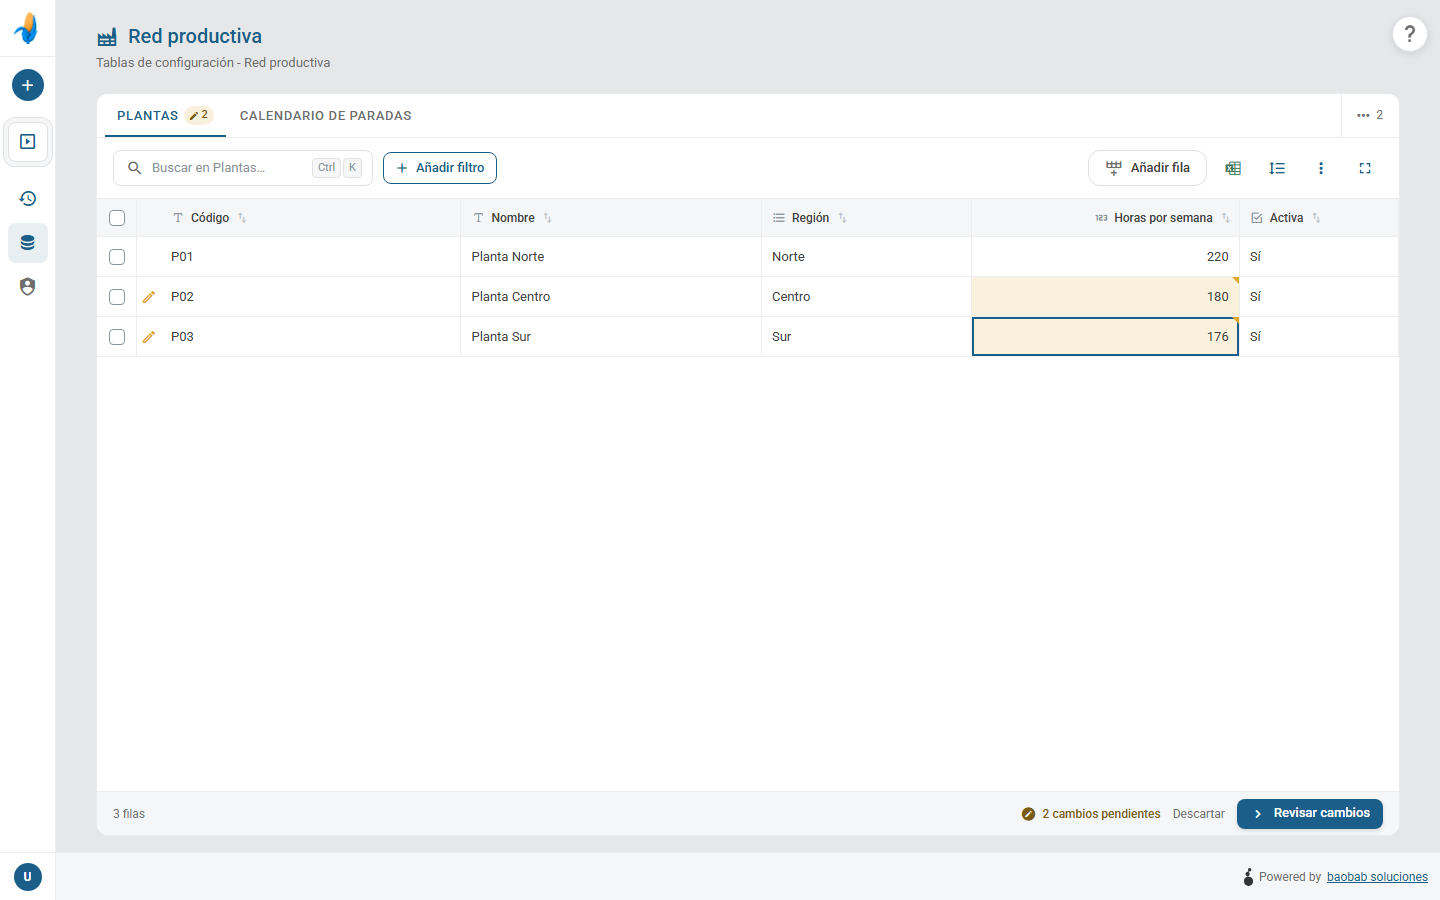 Red productiva
?
Tablas de configuración - Red productiva
PLANTAS 2 CALENDARIO DE PARADAS ••• 2
Buscar en Plantas... Ctrl K Añadir filtro Añadir fila
Código Nombre Región 123 Horas por semana Activa
P01 Planta Norte Norte 220 Sí
P02 Planta Centro Centro 180 Sí
P03 Planta Sur Sur 176 Sí
3 filas 2 cambios pendientes Descartar Revisar cambios
U
Powered by baobab soluciones